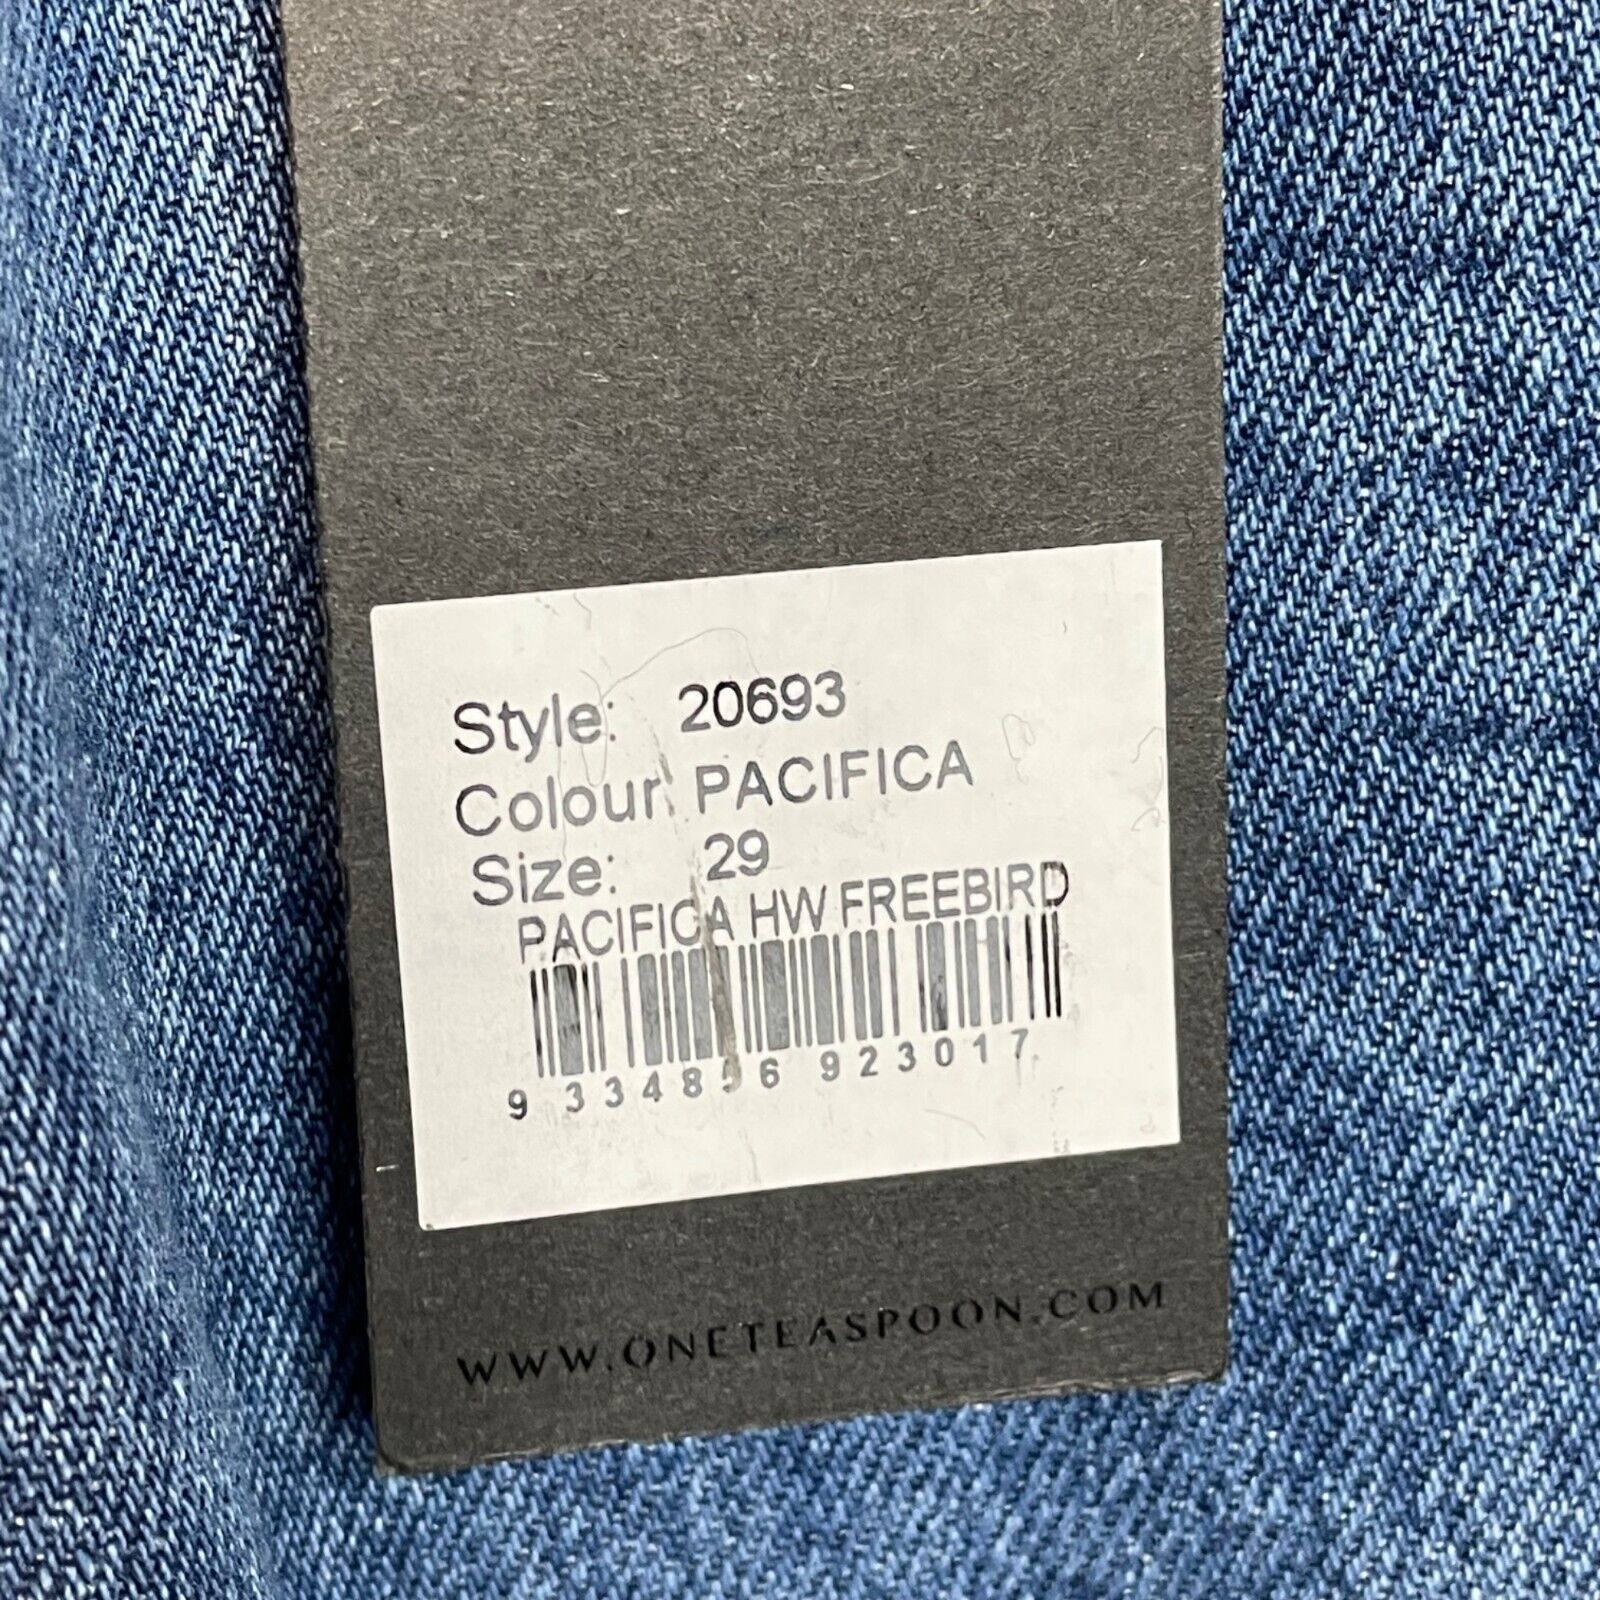 Style: 20693
Colour: PACIFICA
Size: 29
PACIFICA HW FREEBIRD
9 334856 923017
WWW.ONETEASPOON.COM